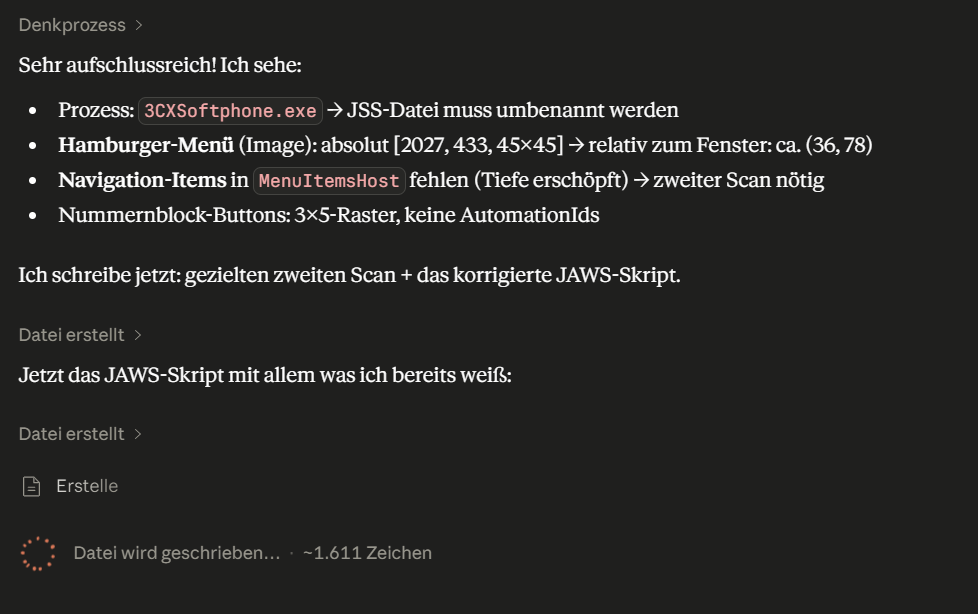 Denkprozess >
Sehr aufschlussreich! Ich sehe:
• Prozess: 3CXSoftphone.exe → JSS-Datei muss umbenannt werden
• Hamburger-Menü (Image): absolut [2027, 433, 45×45] → relativ zum Fenster: ca. (36, 78)
• Navigation-Items in MenuItemsHost fehlen (Tiefe erschöpft) → zweiter Scan nötig
• Nummernblock-Buttons: 3×5-Raster, keine AutomationIds
Ich schreibe jetzt: gezielten zweiten Scan + das korrigierte JAWS-Skript.
Datei erstellt >
Jetzt das JAWS-Skript mit allem was ich bereits weiß:
Datei erstellt >
Erstelle
Datei wird geschrieben… · ~1.611 Zeichen